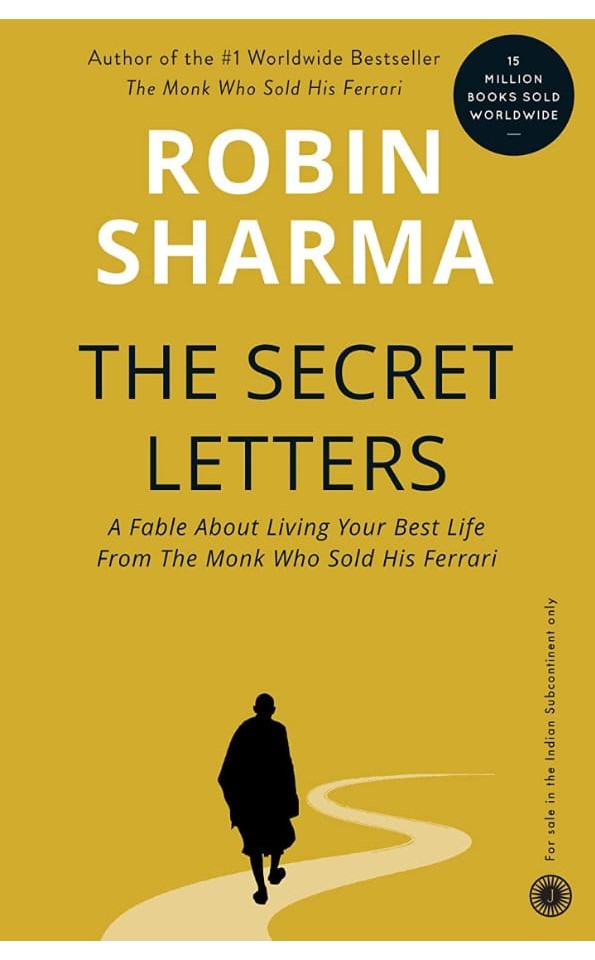 Author of the #1 Worldwide Bestseller
The Monk Who Sold His Ferrari
15
MILLION
BOOKS SOLD
WORLDWIDE
ROBIN
SHARMA
THE SECRET
LETTERS
A Fable About Living Your Best Life
From The Monk Who Sold His Ferrari
For sale in the Indian Subcontinent only
J